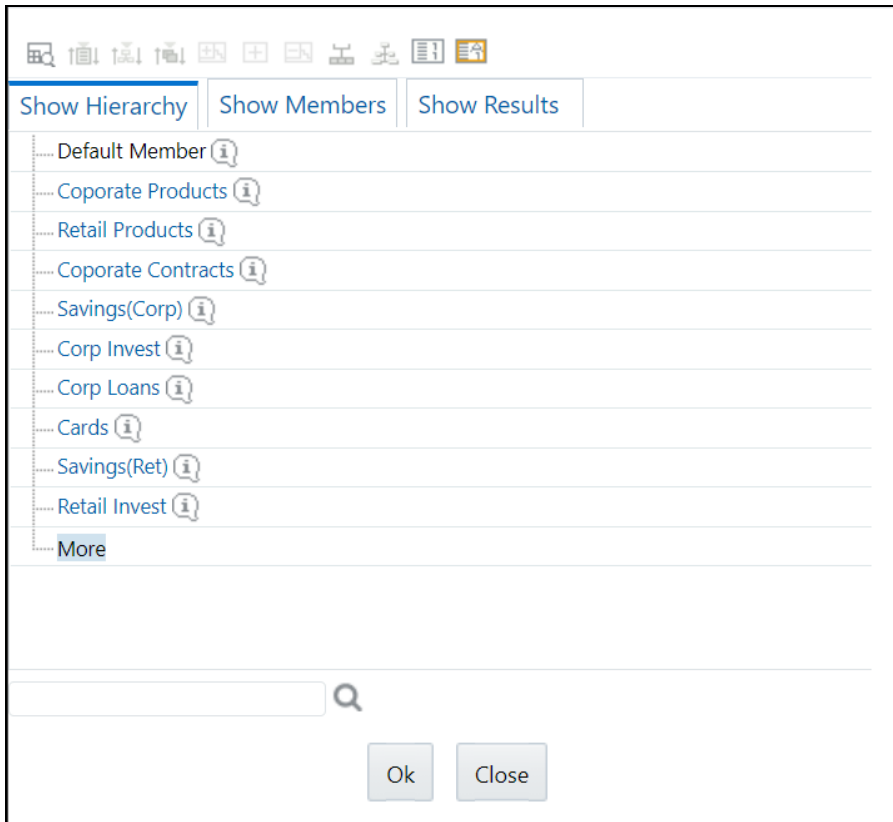 Show Hierarchy Show Members Show Results
Default Member
Coporate Products
Retail Products
Coporate Contracts
Savings(Corp)
Corp Invest
Corp Loans
Cards
Savings(Ret)
Retail Invest
More
Ok Close